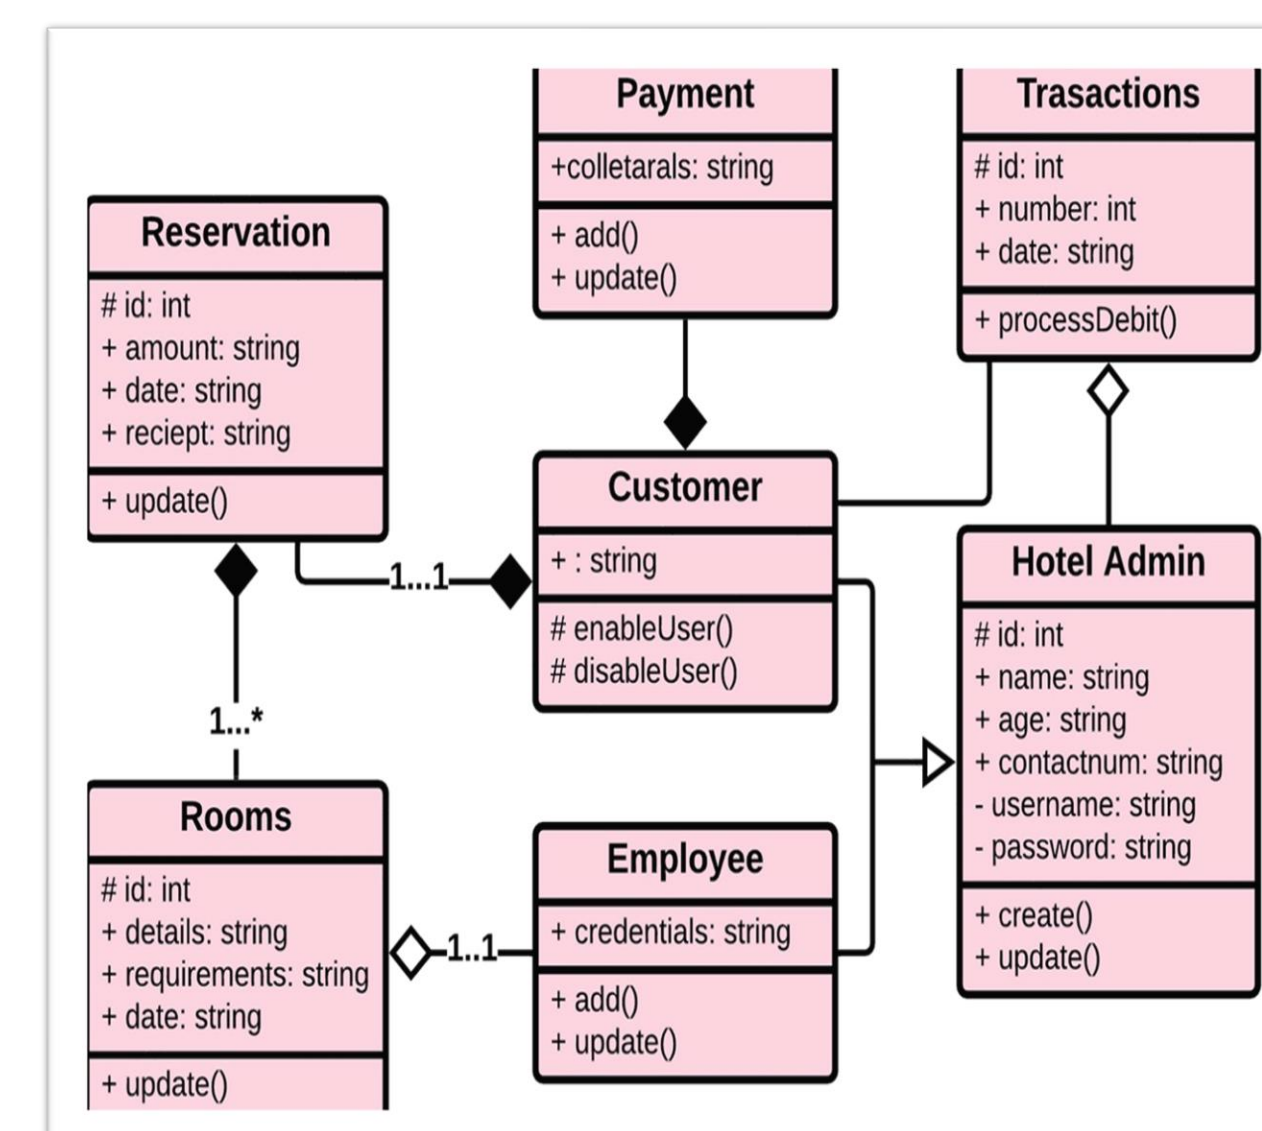 Payment
+colletarals: string
+ add()
+ update()
Trasactions
# id: int
+ number: int
+ date: string
+ processDebit()
Reservation
# id: int
+ amount: string
+ date: string
+ reciept: string
+ update()
1...1
Customer
+ : string
# enableUser()
# disableUser()
Hotel Admin
# id: int
+ name: string
+ age: string
+ contactnum: string
- username: string
- password: string
+ create()
+ update()
1...*
Rooms
# id: int
+ details: string
+ requirements: string
+ date: string
+ update()
1..1
Employee
+ credentials: string
+ add()
+ update()